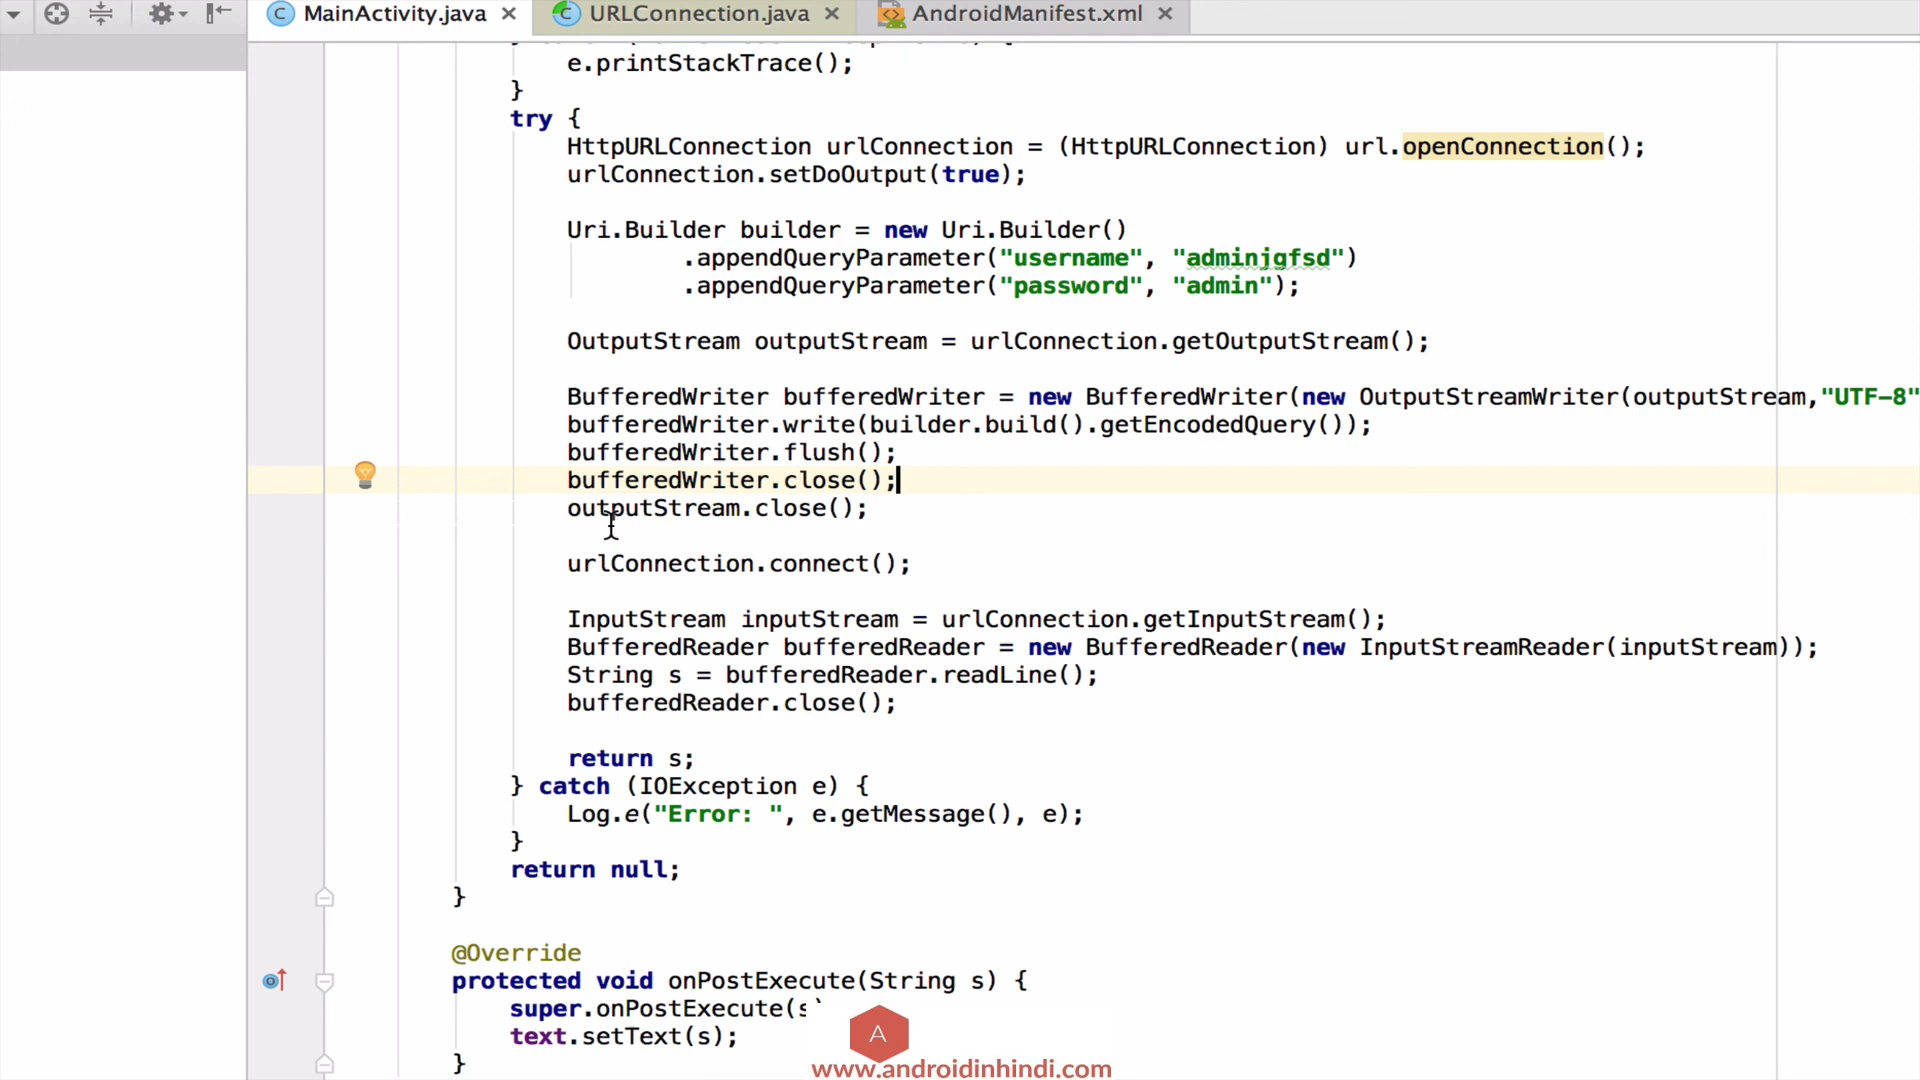 MainActivity.java URLConnection.java AndroidManifest.xml
e.printStackTrace();
}
try {
HttpURLConnection urlConnection = (HttpURLConnection) url.openConnection();
urlConnection.setDoOutput(true);
Uri.Builder builder = new Uri.Builder()
.appendQueryParameter("username", "adminjgfsd")
.appendQueryParameter("password", "admin");
OutputStream outputStream = urlConnection.getOutputStream();
BufferedWriter bufferedWriter = new BufferedWriter(new OutputStreamWriter(outputStream,"UTF-8"
bufferedWriter.write(builder.build().getEncodedQuery());
bufferedWriter.flush();
bufferedWriter.close();
outputStream.close();
urlConnection.connect();
InputStream inputStream = urlConnection.getInputStream();
BufferedReader bufferedReader = new BufferedReader(new InputStreamReader(inputStream));
String s = bufferedReader.readLine();
bufferedReader.close();
return s;
} catch (IOException e) {
Log.e("Error: ", e.getMessage(), e);
}
return null;
}
@Override
protected void onPostExecute(String s) {
super.onPostExecute(s
text.setText(s);
}
A
www.androidinhindi.com